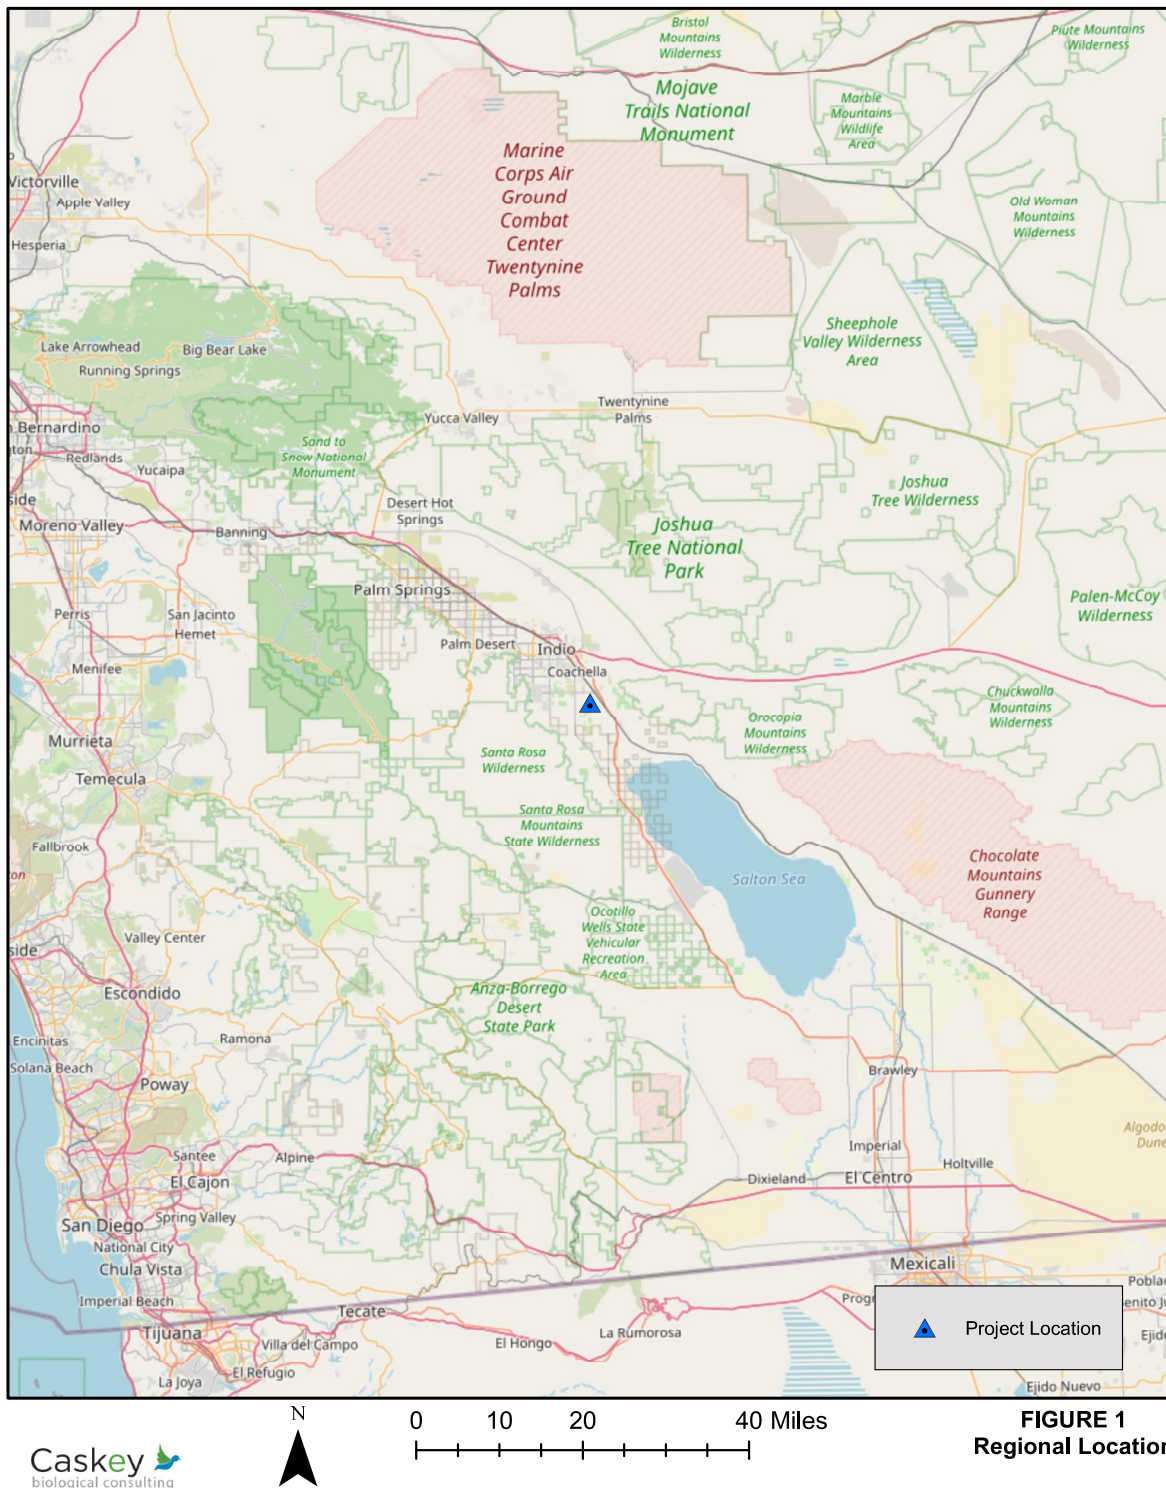 Bristol
Mountains
Wilderness
Piute Mountains
Wilderness
Mojave
Trails National
Monument
Marble
Mountains
Wildlife
Area
Marine
Corps Air
Ground
Combat
Center
Twentynine
Palms
Victorville
Apple Valley
Old Woman
Mountains
Wilderness
Hesperia
Sheephole
Valley Wilderness
Area
Lake Arrowhead
Big Bear Lake
Running Springs
Twentynine
Palms
Yucca Valley
n Bernardino
Sand to
Snow National
Monument
Redlands
Yucaipa
Joshua
Tree Wilderness
side
Desert Hot
Springs
Moreno Valley
Banning
Joshua
Tree National
Park
Palm Springs
Palen-McCoy
Wilderness
Perris
San Jacinto
Hemet
Palm Desert
Indio
Menifee
Coachella
Chuckwalla
Mountains
Wilderness
Orocopia
Mountains
Wilderness
Murrieta
Santa Rosa
Wilderness
Temecula
Santa Rosa
Mountains
State Wilderness
Fallbrook
Chocolate
Mountains
Gunnery
Range
Salton Sea
Ocotillo
Wells State
Vehicular
Recreation
Area
Valley Center
side
Escondido
Anza-Borrego
Desert
State Park
Encinitas
Ramona
Solana Beach
Poway
Brawley
Algodo
Dune
Imperial
Santee
Alpine
Holtville
El Cajon
Dixieland
El Centro
San Diego
Spring Valley
National City
Chula Vista
Mexicali
Imperial Beach
Tecate
Progr
Poblac
enito Ju
Tijuana
Villa del Campo
El Hongo
La Rumorosa
Project Location
Ejido
El Refugio
La Joya
Ejido Nuevo
N
0 10 20 40 Miles
FIGURE 1
Regional Location
Caskey
biological consulting